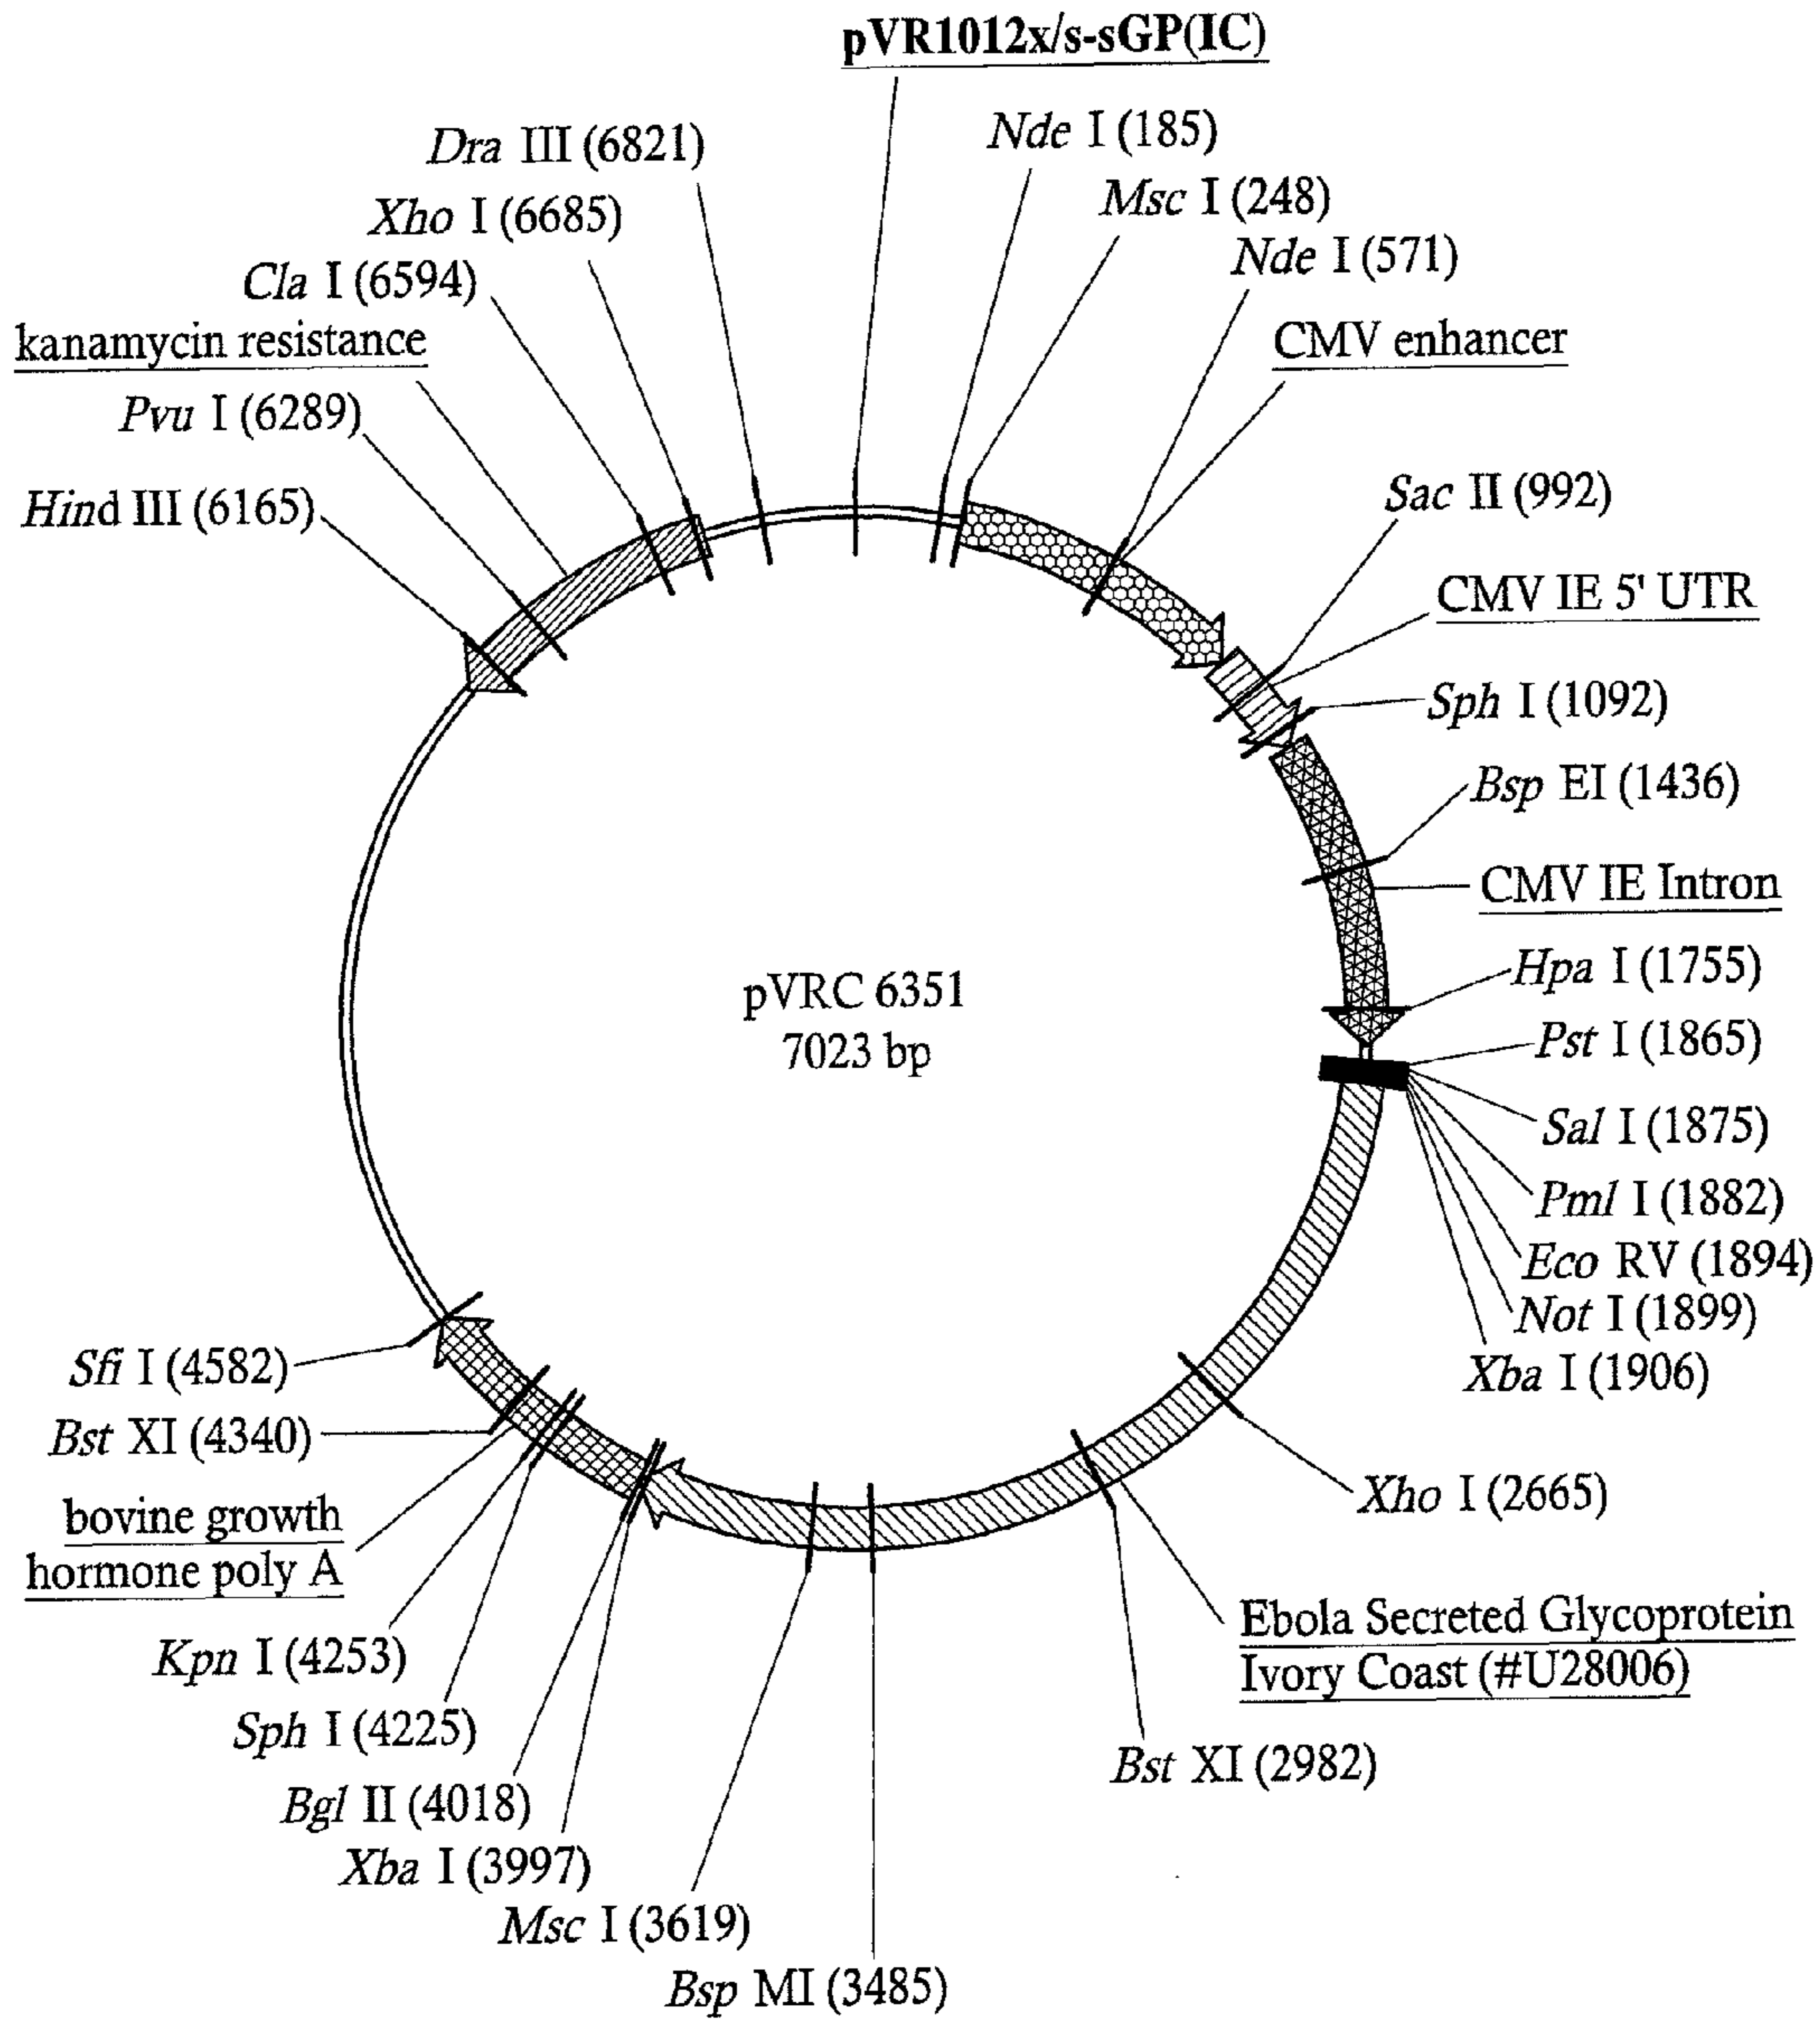 pVR1012x/s-sGP(IC)
Nde I (185)
Msc I (248)
Nde I (571)
CMV enhancer
Sac II (992)
CMV IE 5' UTR
Sph I (1092)
Bsp EI (1436)
CMV IE Intron
Hpa I (1755)
Pst I (1865)
Sal I (1875)
Pml I (1882)
Eco RV (1894)
Not I (1899)
Xba I (1906)
Xho I (2665)
Ebola Secreted Glycoprotein
Ivory Coast (#U28006)
Bst XI (2982)
Bsp MI (3485)
Msc I (3619)
Xba I (3997)
Bgl II (4018)
Sph I (4225)
Kpn I (4253)
bovine growth
hormone poly A
Bst XI (4340)
Sfi I (4582)
Hind III (6165)
Pvu I (6289)
kanamycin resistance
Cla I (6594)
Xho I (6685)
Dra III (6821)
pVRC 6351
7023 bp